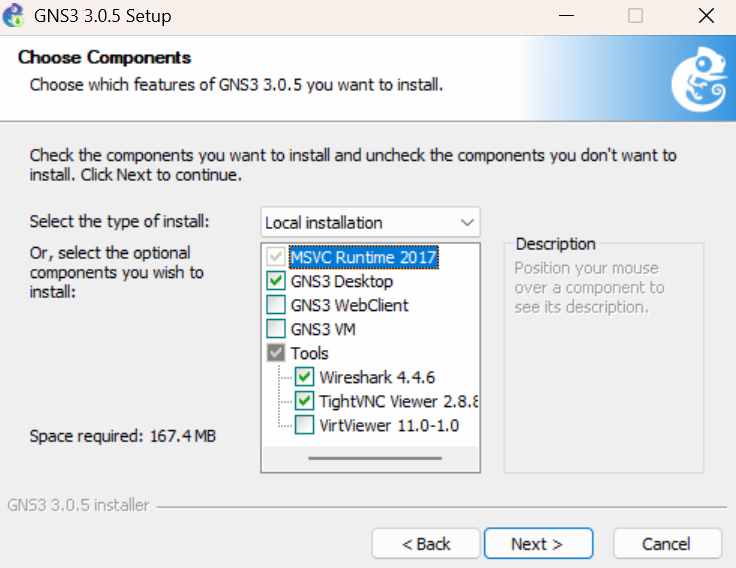 GNS3 3.0.5 Setup
Choose Components
Choose which features of GNS3 3.0.5 you want to install.
Check the components you want to install and uncheck the components you don't want to
install. Click Next to continue.
Select the type of install:
Local installation
Or, select the optional
components you wish to
install:
MSVC Runtime 2017
GNS3 Desktop
GNS3 WebClient
GNS3 VM
Tools
Wireshark 4.4.6
TightVNC Viewer 2.8.8
VirtViewer 11.0-1.0
Description
Position your mouse
over a component to
see its description.
Space required: 167.4 MB
GNS3 3.0.5 installer
< Back
Next >
Cancel